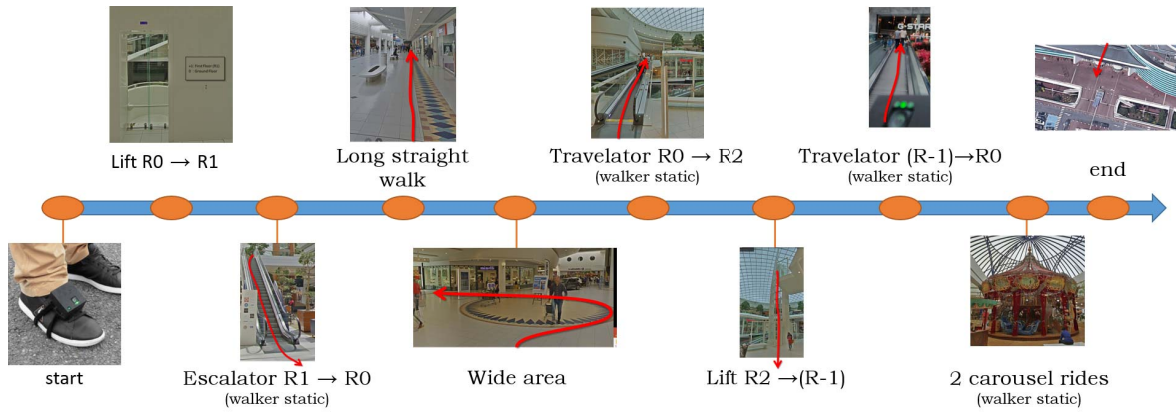 G-STAR
Lift R0 → R1
Long straight
walk
Travelator R0 → R2
(walker static)
Travelator (R-1)→R0
(walker static)
end
start
Escalator R1 → R0
(walker static)
Wide area
Lift R2 →(R-1)
2 carousel rides
(walker static)